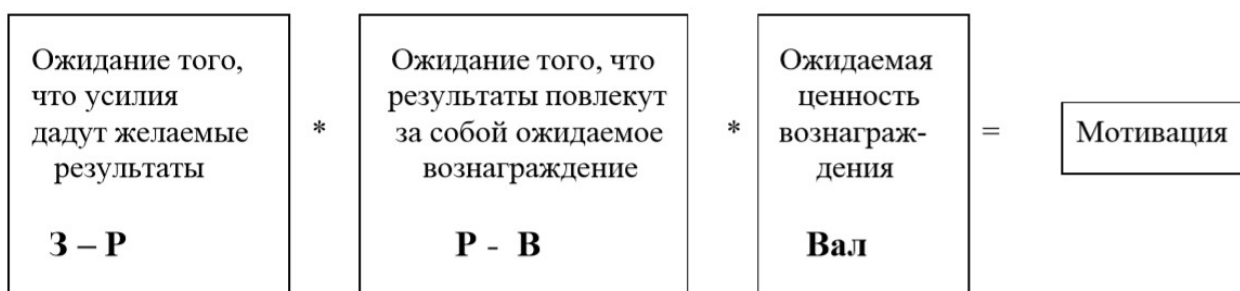 Ожидание того,
что усилия
дадут желаемые
результаты
З – Р
*
Ожидание того, что
результаты повлекут
за собой ожидаемое
вознаграждение
Р - В
*
Ожидаемая
ценность
вознаграж-
дения
Вал
=
Мотивация